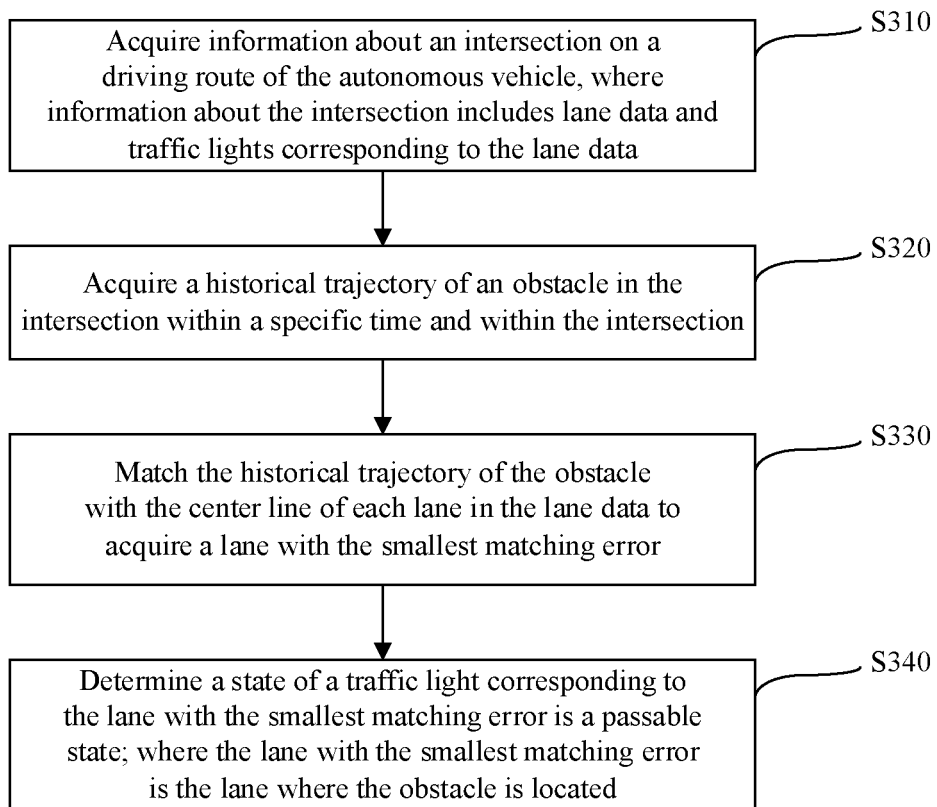 Acquire information about an intersection on a
driving route of the autonomous vehicle, where
information about the intersection includes lane data and
traffic lights corresponding to the lane data
S310
Acquire a historical trajectory of an obstacle in the
intersection within a specific time and within the intersection
S320
Match the historical trajectory of the obstacle
with the center line of each lane in the lane data to
acquire a lane with the smallest matching error
S330
Determine a state of a traffic light corresponding to
the lane with the smallest matching error is a passable
state; where the lane with the smallest matching error
is the lane where the obstacle is located
S340